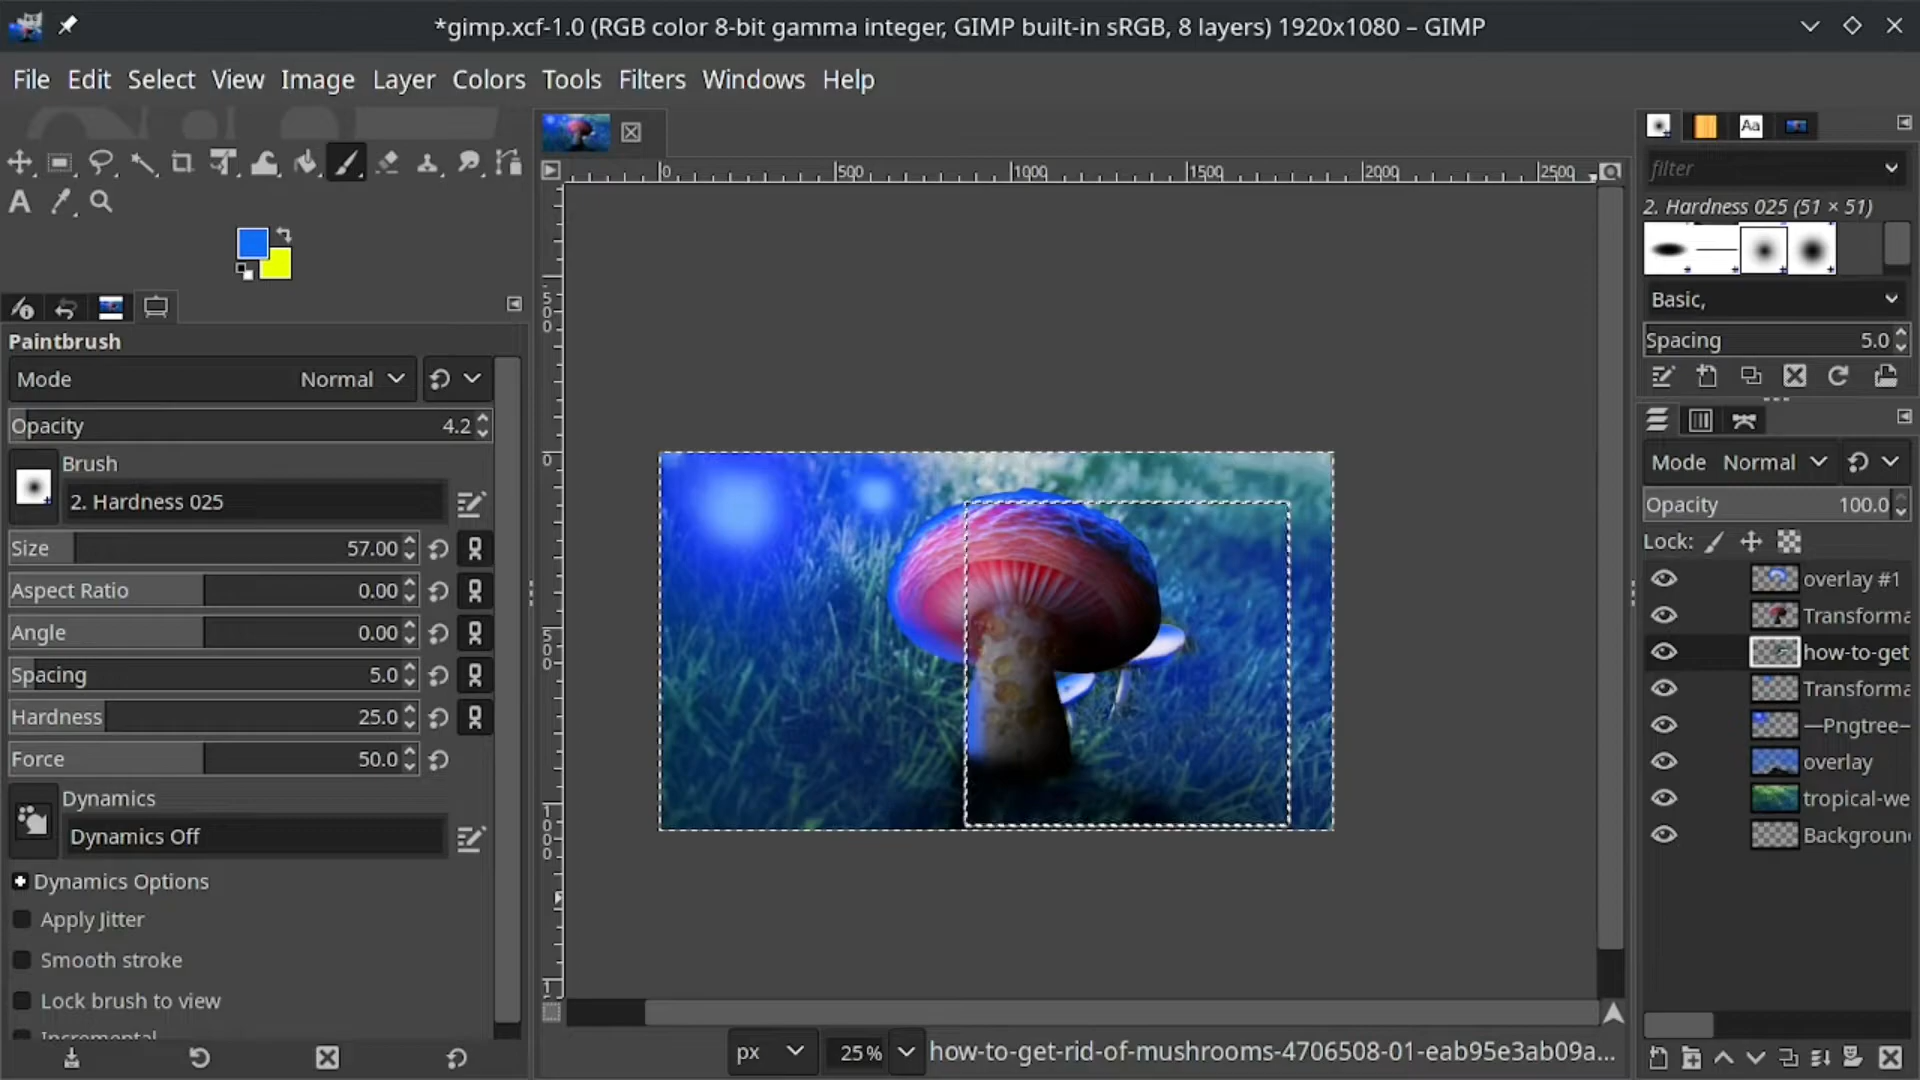 *gimp.xcf-1.0 (RGB color 8-bit gamma integer, GIMP built-in sRGB, 8 layers) 1920x1080 – GIMP
File Edit Select View Image Layer Colors Tools Filters Windows Help
Aa
filter
0 500 1000 1500 2000 2500
A
2. Hardness 025 (51 × 51)
Basic,
Paintbrush
Spacing 5.0
Mode Normal
Opacity 4.2
Brush
2. Hardness 025
Mode Normal
Opacity 100.0
Lock:
Size 57.00
Aspect Ratio 0.00
Angle 0.00
Spacing 5.0
Hardness 25.0
Force 50.0
Dynamics
Dynamics Off
Dynamics Options
Apply Jitter
Smooth stroke
Lock brush to view
Incremental
overlay #1
Transforma
how-to-get
Transforma
—Pngtree—
overlay
tropical-we
Background
px 25% how-to-get-rid-of-mushrooms-4706508-01-eab95e3ab09a...